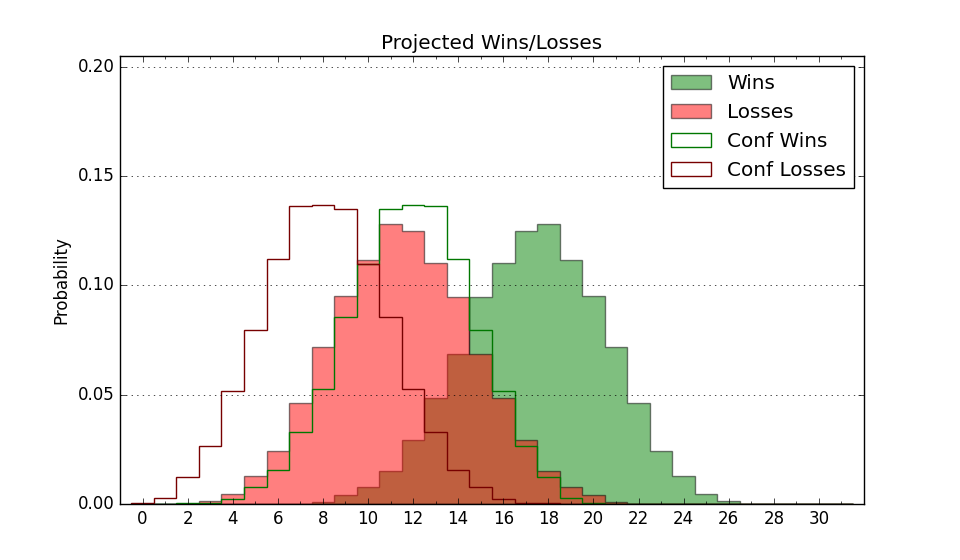 Projected Wins/Losses
0.20
0.15
0.10
0.05
0.00
Probability
Wins
Losses
Conf Wins
Conf Losses
0 2 4 6 8 10 12 14 16 18 20 22 24 26 28 30